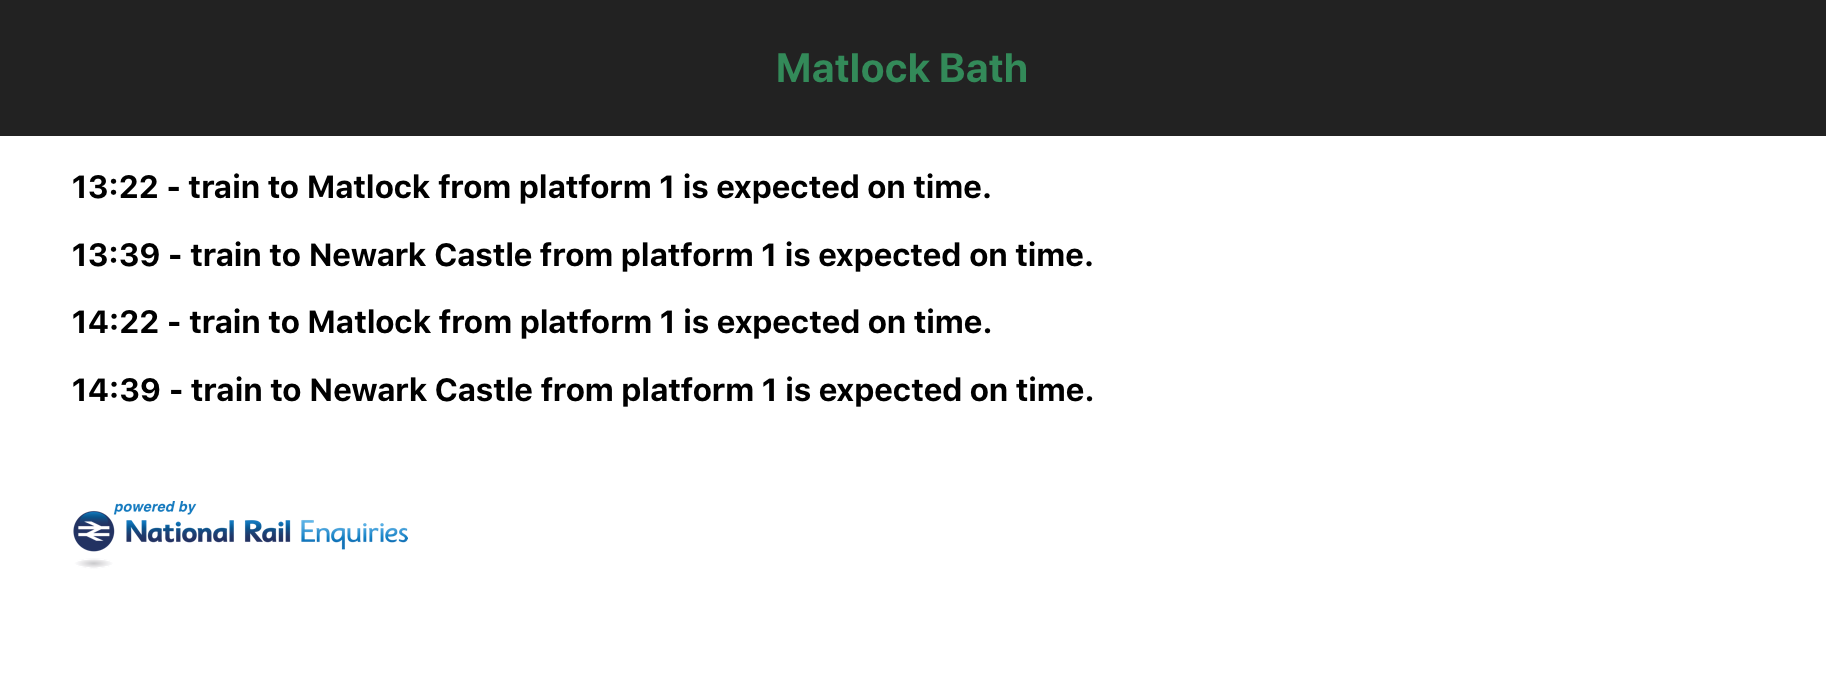 Matlock Bath
13:22 - train to Matlock from platform 1 is expected on time.
13:39 - train to Newark Castle from platform 1 is expected on time.
14:22 - train to Matlock from platform 1 is expected on time.
14:39 - train to Newark Castle from platform 1 is expected on time.
powered by
National Rail Enquiries